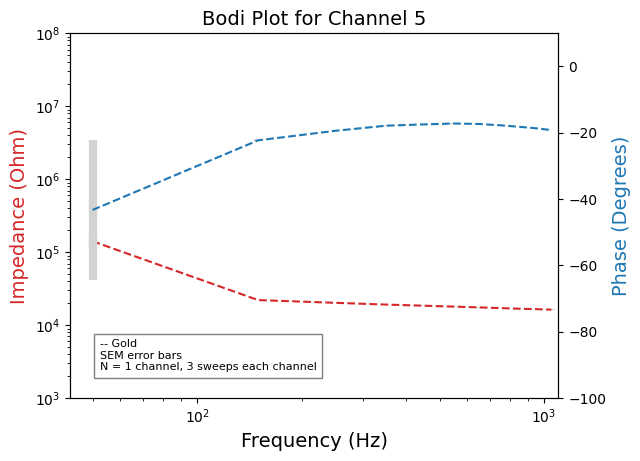 Bodi Plot for Channel 5
10^8
10^7
10^6
10^5
10^4
10^3
Impedance (Ohm)
0
−20
−40
−60
−80
−100
Phase (Degrees)
-- Gold
SEM error bars
N = 1 channel, 3 sweeps each channel
10^2
10^3
Frequency (Hz)